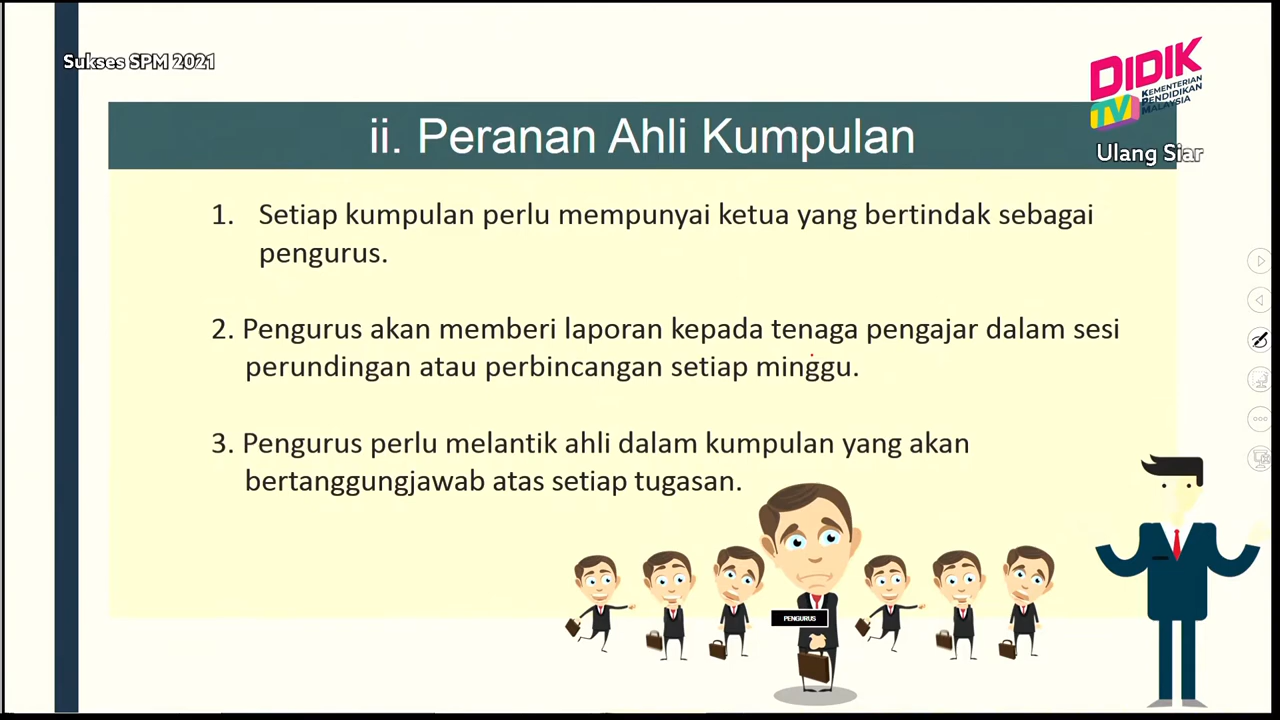 Sukses SPM 2021
DIDIK
TV
KEMENTERIAN
PENDIDIKAN
MALAYSIA
Ulang Siar
ii. Peranan Ahli Kumpulan
1. Setiap kumpulan perlu mempunyai ketua yang bertindak sebagai
pengurus.
2. Pengurus akan memberi laporan kepada tenaga pengajar dalam sesi
perundingan atau perbincangan setiap minggu.
3. Pengurus perlu melantik ahli dalam kumpulan yang akan
bertanggungjawab atas setiap tugasan.
PENGURUS